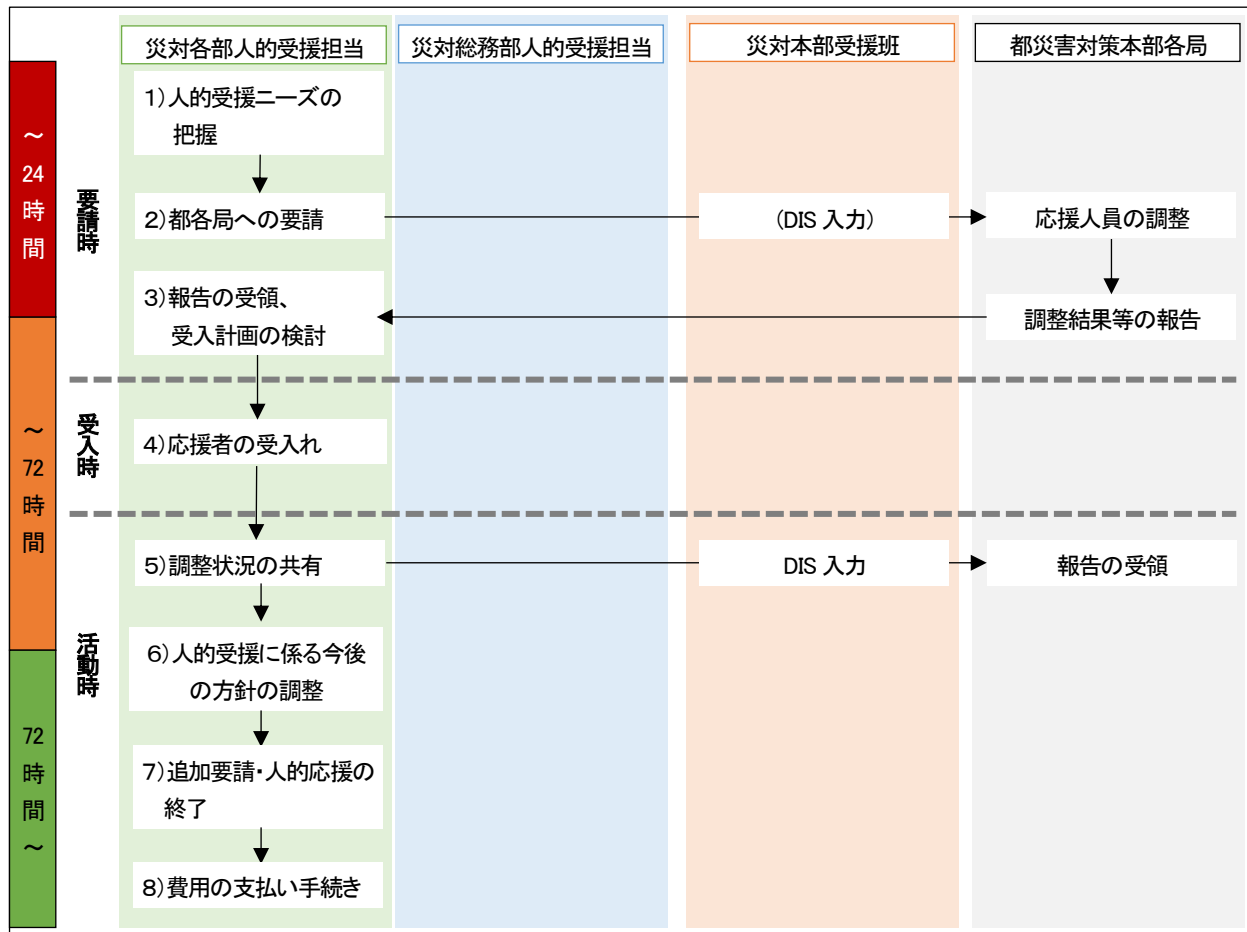 災対各部人的受援担当
災対総務部人的受援担当
災対本部受援班
都災害対策本部各局
～24時間
～72時間
72時間～
要請時
受入時
活動時
1）人的受援ニーズの
把握
2）都各局への要請
（DIS 入力）
応援人員の調整
3）報告の受領、
受入計画の検討
調整結果等の報告
4）応援者の受入れ
5）調整状況の共有
DIS 入力
報告の受領
6）人的受援に係る今後
の方針の調整
7）追加要請・人的応援の
終了
8）費用の支払い手続き